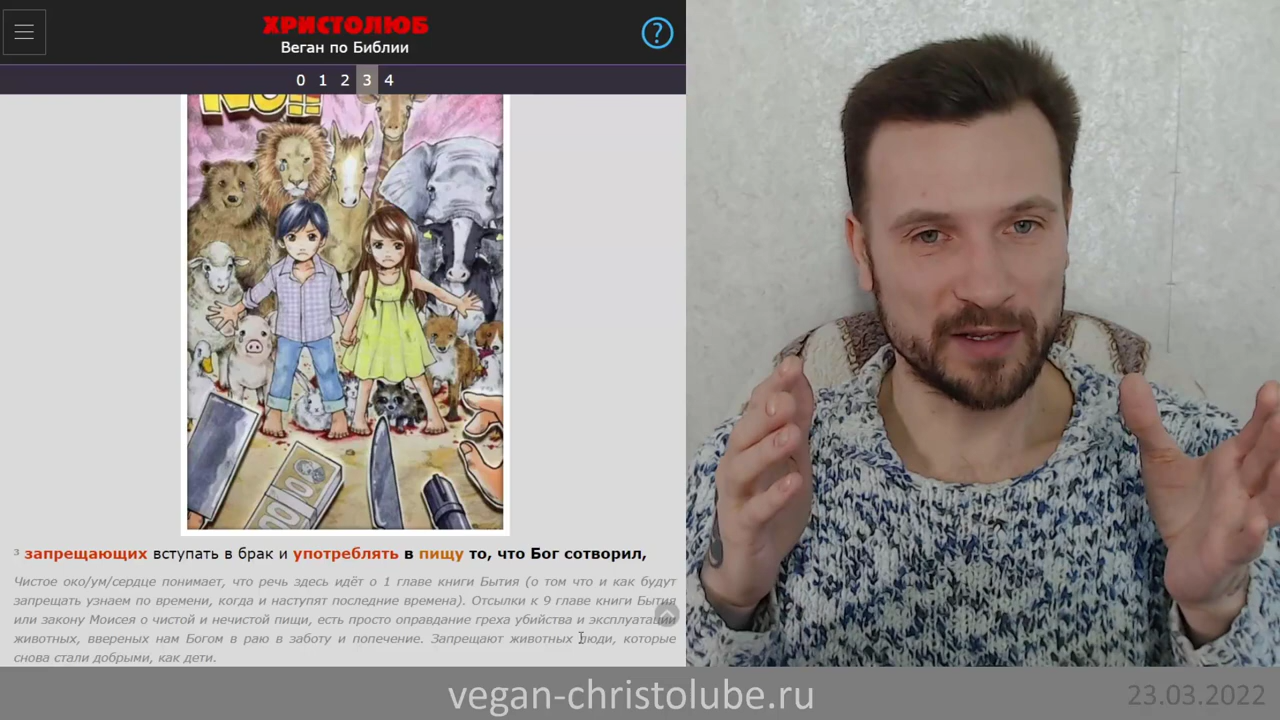 ХРИСТОЛЮБ
Веган по Библии
?
0 1 2 3 4
NO!!
3 запрещающих вступать в брак и употреблять в пищу то, что Бог сотворил,
Чистое око/ум/сердце понимает, что речь здесь идёт о 1 главе книги Бытия (о том что и как будут
запрещать узнаем по времени, когда и наступят последние времена). Отсылки к 9 главе книги Бытия
или закону Моисея о чистой и нечистой пищи, есть просто оправдание греха убийства и эксплуатации
животных, ввереных нам Богом в раю в заботу и попечение. Запрещают животных люди, которые
снова стали добрыми, как дети.
vegan-christolube.ru
23.03.2022